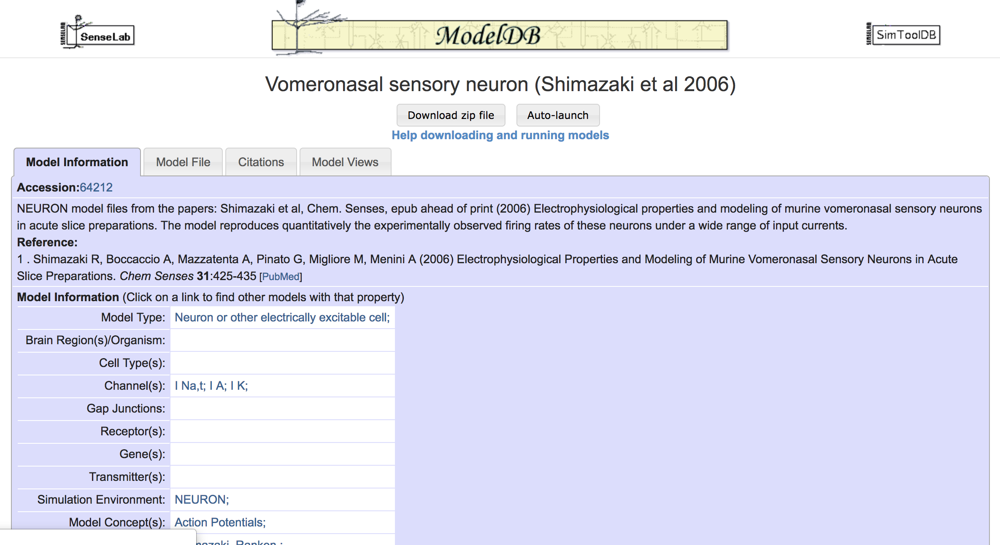 SENSELAB
SenseLab
ModelDB
SENSELAB
SimToolDB
Vomeronasal sensory neuron (Shimazaki et al 2006)
Download zip file
Auto-launch
Help downloading and running models
Model Information
Model File
Citations
Model Views
Accession:64212
NEURON model files from the papers: Shimazaki et al, Chem. Senses, epub ahead of print (2006) Electrophysiological properties and modeling of murine vomeronasal sensory neurons
in acute slice preparations. The model reproduces quantitatively the experimentally observed firing rates of these neurons under a wide range of input currents.
Reference:
1 . Shimazaki R, Boccaccio A, Mazzatenta A, Pinato G, Migliore M, Menini A (2006) Electrophysiological Properties and Modeling of Murine Vomeronasal Sensory Neurons in Acute
Slice Preparations. Chem Senses 31:425-435 [PubMed]
Model Information (Click on a link to find other models with that property)
Model Type: Neuron or other electrically excitable cell;
Brain Region(s)/Organism:
Cell Type(s):
Channel(s): I Na,t; I A; I K;
Gap Junctions:
Receptor(s):
Gene(s):
Transmitter(s):
Simulation Environment: NEURON;
Model Concept(s): Action Potentials;